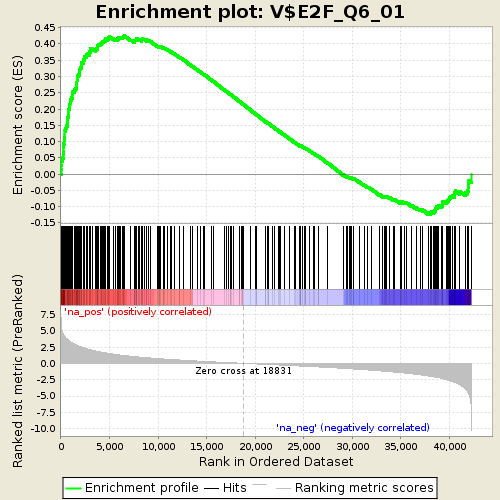 Enrichment plot: V$E2F_Q6_01
Enrichment score (ES)
0.45
0.40
0.35
0.30
0.25
0.20
0.15
0.10
0.05
0.00
-0.05
-0.10
-0.15
'na_pos' (positively correlated)
Ranked list metric (PreRanked)
7.5
5.0
2.5
0.0
-2.5
-5.0
-7.5
-10.0
Zero cross at 18831
'na_neg' (negatively correlated)
0 5,000 10,000 15,000 20,000 25,000 30,000 35,000 40,000
Rank in Ordered Dataset
Enrichment profile Hits Ranking metric scores